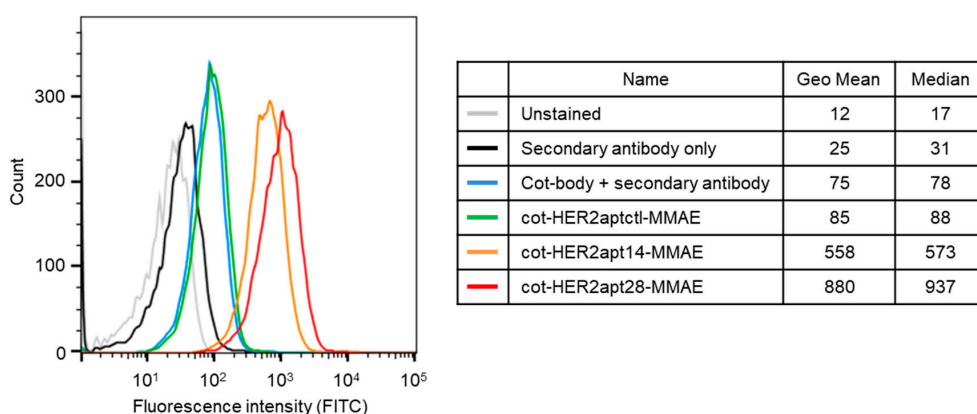 300
200
100
0
Count
10¹ 10² 10³ 10⁴ 10⁵
Fluorescence intensity (FITC)
Name Geo Mean Median
Unstained 12 17
Secondary antibody only 25 31
Cot-body + secondary antibody 75 78
cot-HER2aptctl-MMAE 85 88
cot-HER2apt14-MMAE 558 573
cot-HER2apt28-MMAE 880 937